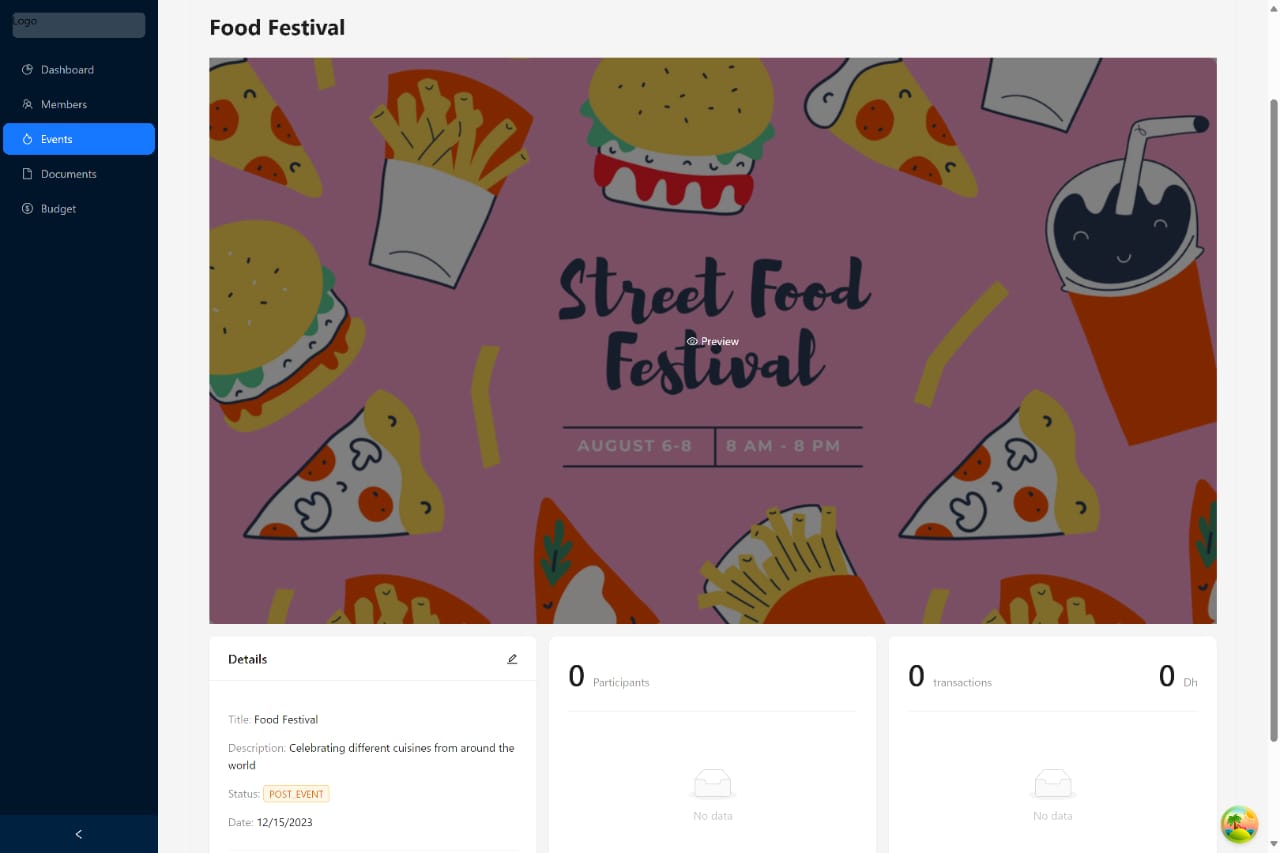 Logo
Dashboard
Members
Events
Documents
Budget
Food Festival
Street Food
Festival
Preview
AUGUST 6-8
8 AM - 8 PM
Details
Title: Food Festival
Description: Celebrating different cuisines from around the
world
Status: POST_EVENT
Date: 12/15/2023
0 Participants
No data
0 transactions
0 Dh
No data